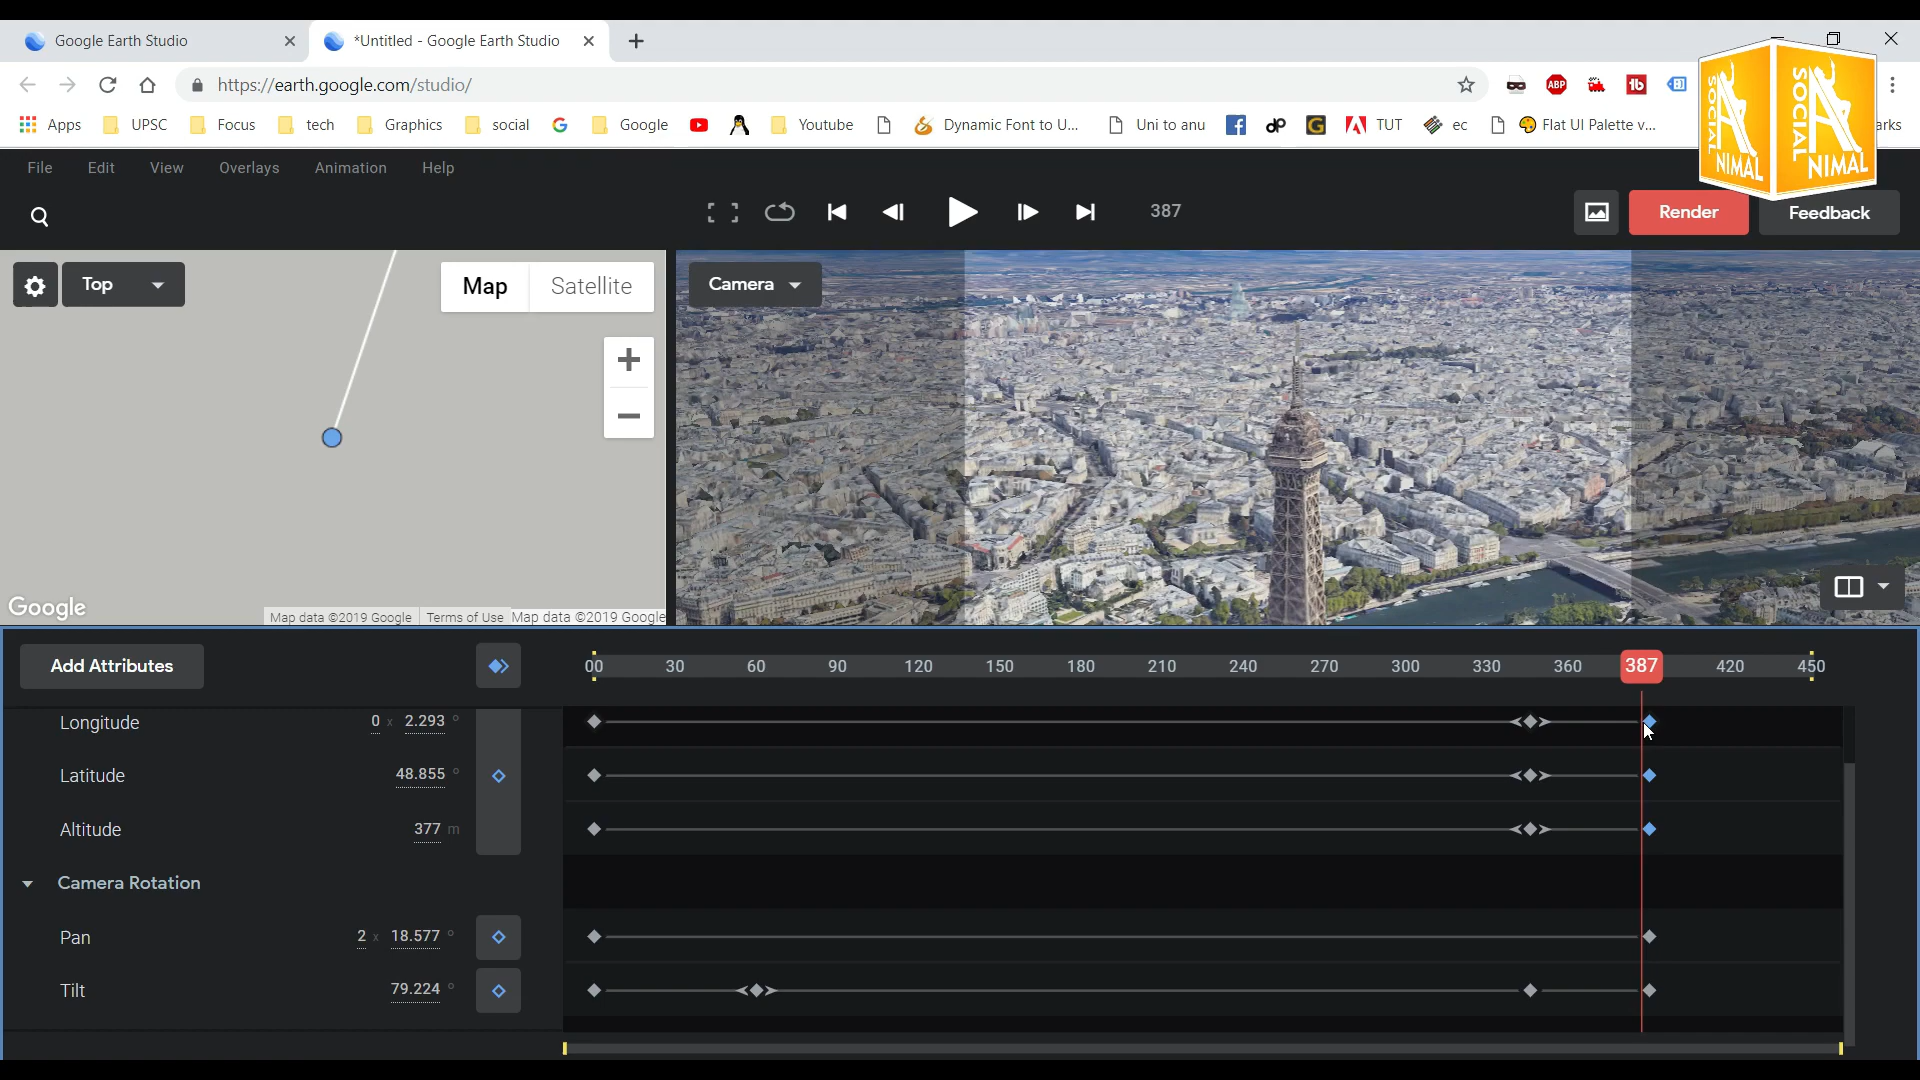 Google Earth Studio
*Untitled - Google Earth Studio
https://earth.google.com/studio/
ABP
Apps UPSC Focus tech Graphics social Google Youtube Dynamic Font to U... Uni to anu TUT ec Flat UI Palette v... arks
SOCIAL ANIMAL SOCIAL ANIMAL
File Edit View Overlays Animation Help
387
Render Feedback
Top
Map Satellite
Camera
Google
Map data ©2019 Google Terms of Use Map data ©2019 Google
Add Attributes
00 30 60 90 120 150 180 210 240 270 300 330 360 387 420 450
Longitude 0 x 2.293 °
Latitude 48.855 °
Altitude 377 m
Camera Rotation
Pan 2 x 18.577 °
Tilt 79.224 °